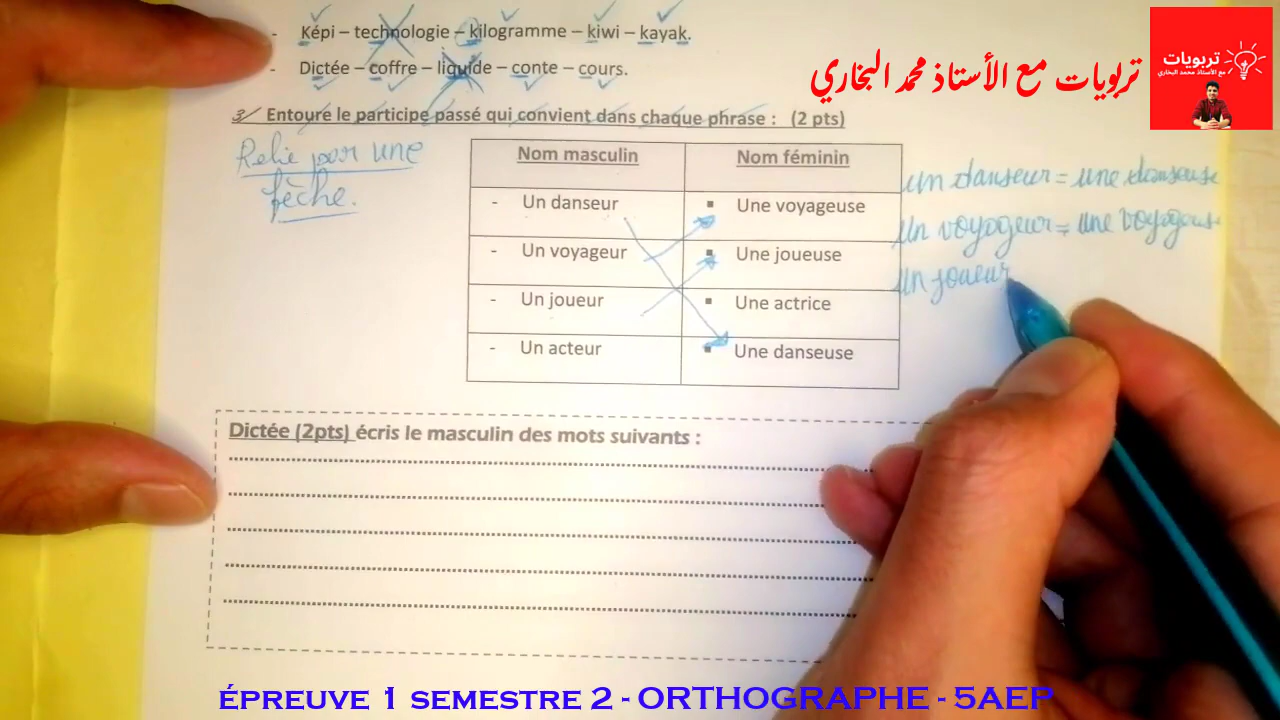 - Képi – technologie – kilogramme – kiwi – kayak.
- Dictée – coffre – liquide – conte – cours.
تربويات مع الأستاذ محمد البخاري
تربويات
مع الأستاذ محمد البخاري
3/ Entoure le participe passé qui convient dans chaque phrase : (2 pts)
Relie par une
flèche.
Nom masculin Nom féminin
- Un danseur ▪ Une voyageuse
- Un voyageur ▪ Une joueuse
- Un joueur ▪ Une actrice
- Un acteur ▪ Une danseuse
un danseur = une danseuse
un voyageur = une voyageuse
un joueur
Dictée (2pts) écris le masculin des mots suivants :
épreuve 1 semestre 2 - ORTHOGRAPHE - 5AEP